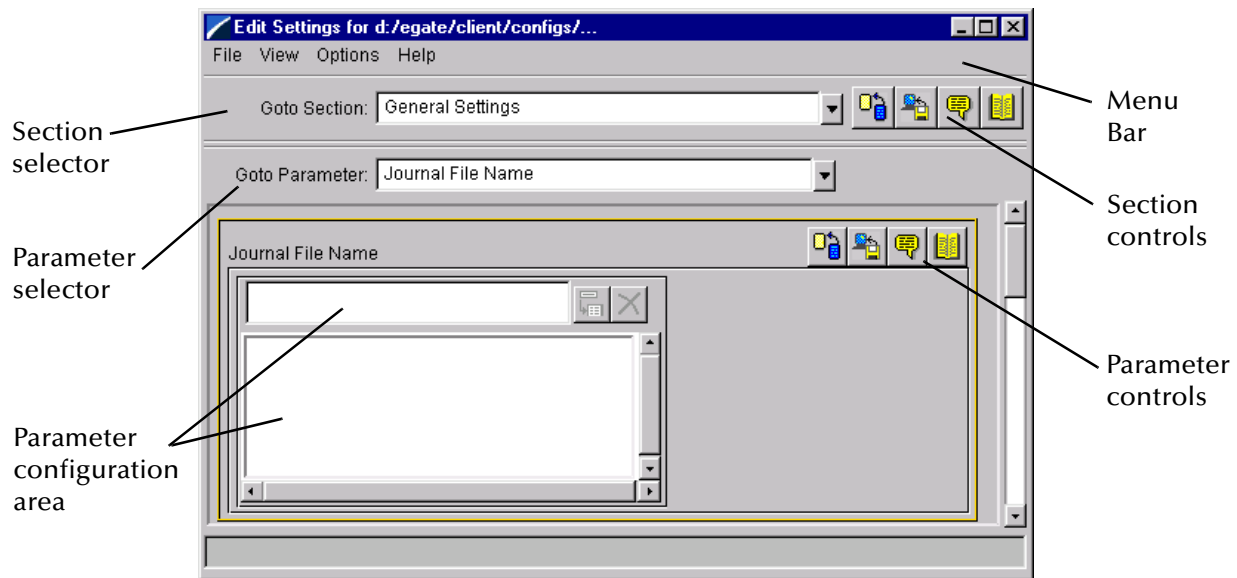 Edit Settings for d:/egate/client/configs/...
File View Options Help
Goto Section: General Settings
Goto Parameter: Journal File Name
Journal File Name
Section
selector
Parameter
selector
Parameter
configuration
area
Menu
Bar
Section
controls
Parameter
controls